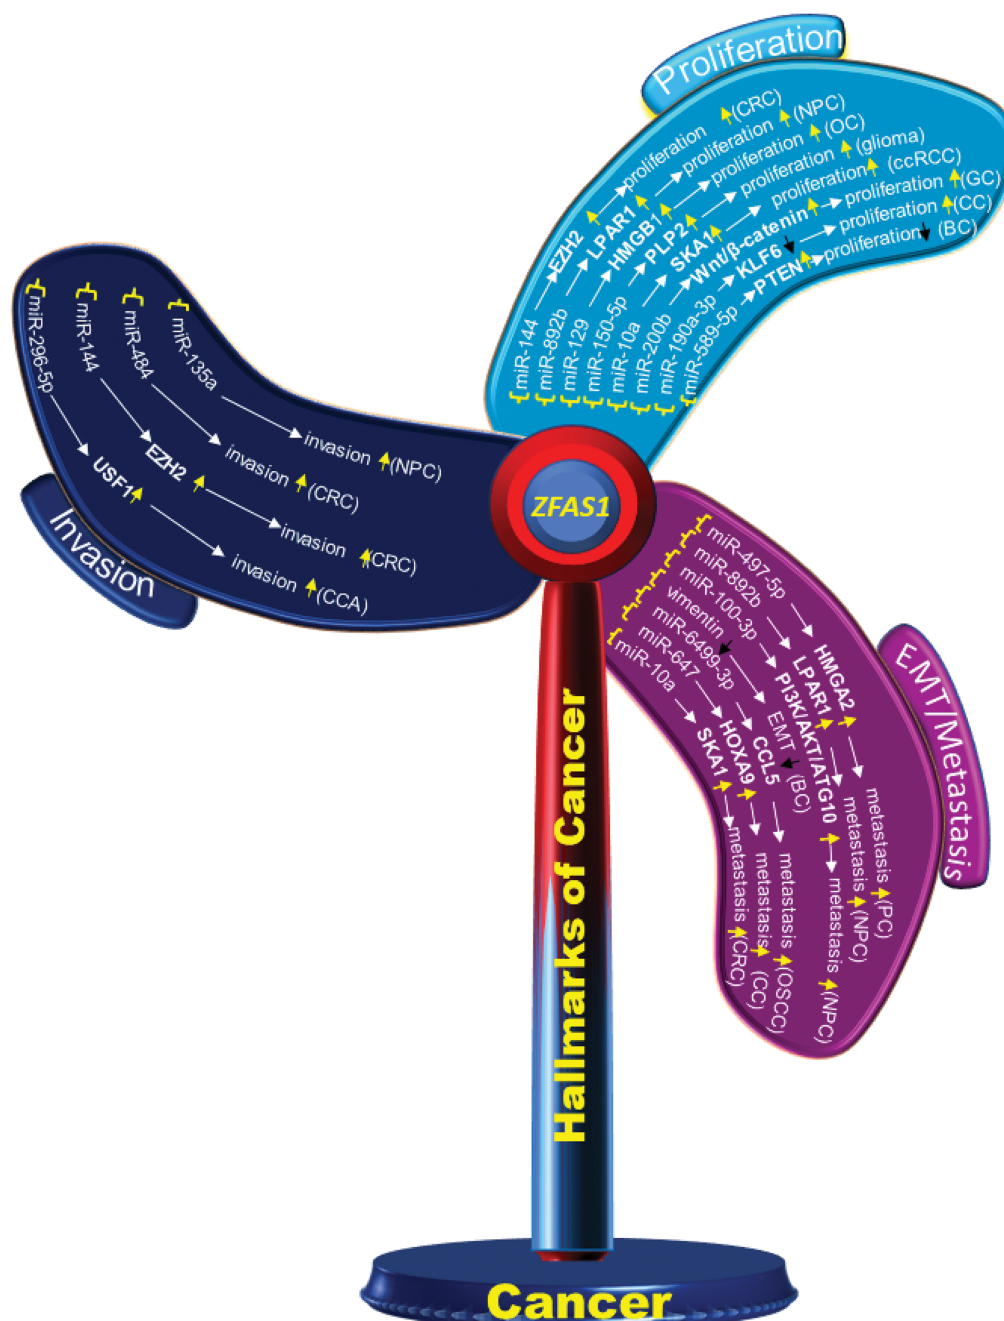 Proliferation
miR-144 → EZH2 ↑ → proliferation ↑ (CRC)
miR-892b → LPAR1 ↑ → proliferation ↑ (NPC)
miR-129 → HMGB1 ↑ → proliferation ↑ (OC)
miR-150-5p → PLP2 ↑ → proliferation ↑ (glioma)
miR-10a → SKA1 ↑ → proliferation ↑ (ccRCC)
miR-200b → Wnt/β-catenin ↑ → proliferation ↑ (GC)
miR-190a-3p → KLF6 ↓ → proliferation ↑ (CC)
miR-589-5p → PTEN ↑ → proliferation ↓ (BC)
Invasion
miR-135a → invasion ↑ (NPC)
miR-484 → invasion ↑ (CRC)
miR-144 → EZH2 ↑ → invasion ↑ (CRC)
miR-296-5p → USF1 ↑ → invasion ↑ (CCA)
ZFAS1
EMT/Metastasis
miR-497-5p → HMGA2 ↑ → metastasis ↑ (PC)
miR-892b → LPAR1 ↑ → metastasis ↑ (NPC)
miR-100-3p → PI3K/AKT/ATG10 ↑ → metastasis ↑ (NPC)
vimentin ↓ → EMT ↓ (BC)
miR-6499-3p → CCL5 → metastasis ↑ (OSCC)
miR-647 → HOXA9 ↑ → metastasis ↑ (CC)
miR-10a → SKA1 ↑ → metastasis ↑ (CRC)
Hallmarks of Cancer
Cancer